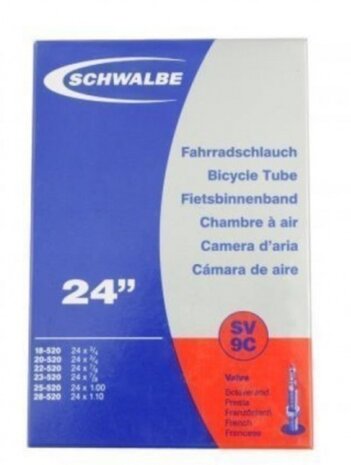 SCHWALBE
Fahrradschlauch
Bicycle Tube
Fietsbinnenband
Chambre à air
Camera d'aria
Cámara de aire
24"
SV
9C
18-520 24 x ¾
20-520 24 x ¾
22-520 24 x ⅞
23-520 24 x ⅞
25-520 24 x 1.00
28-520 24 x 1.10
Valve
Presta
Französisch
French